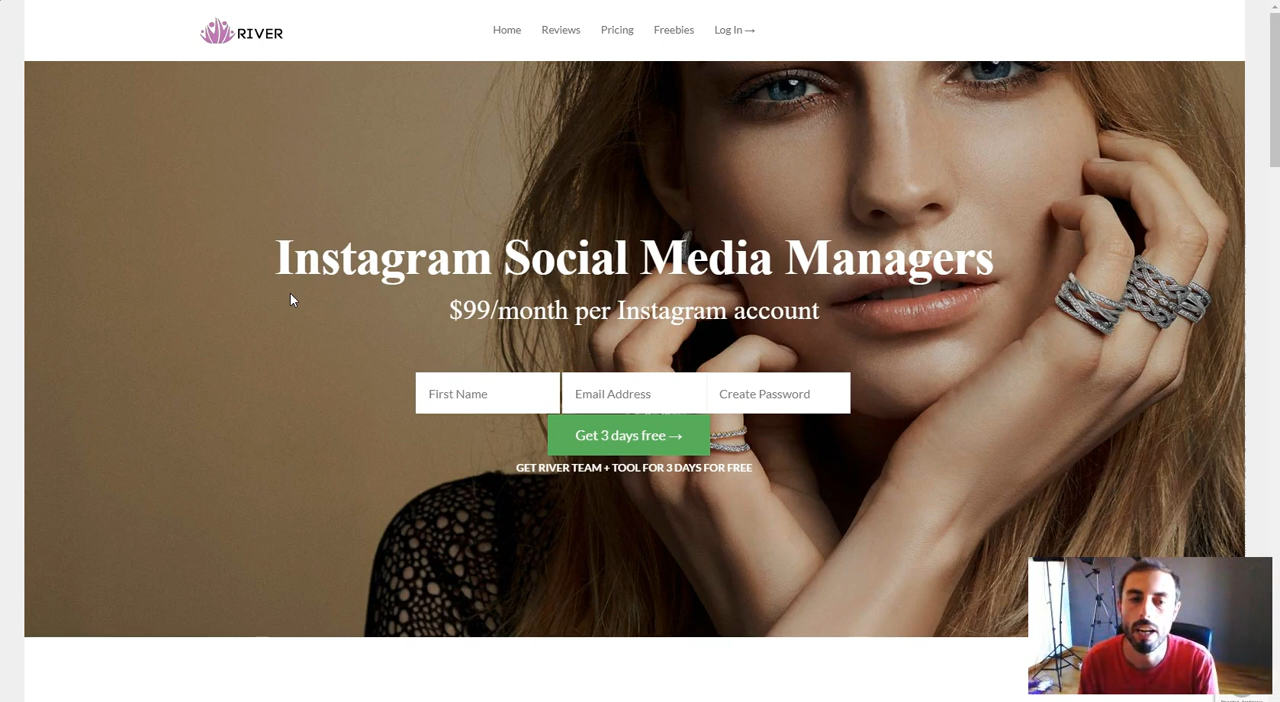 RIVER
Home Reviews Pricing Freebies Log In →
Instagram Social Media Managers
$99/month per Instagram account
First Name Email Address Create Password
Get 3 days free →
GET RIVER TEAM + TOOL FOR 3 DAYS FOR FREE